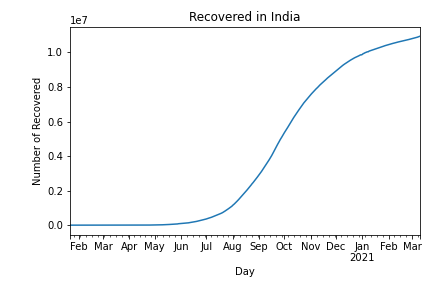 Recovered in India
1e7
1.0
0.8
0.6
0.4
0.2
0.0
Number of Recovered
Feb Mar Apr May Jun Jul Aug Sep Oct Nov Dec Jan Feb Mar
2021
Day